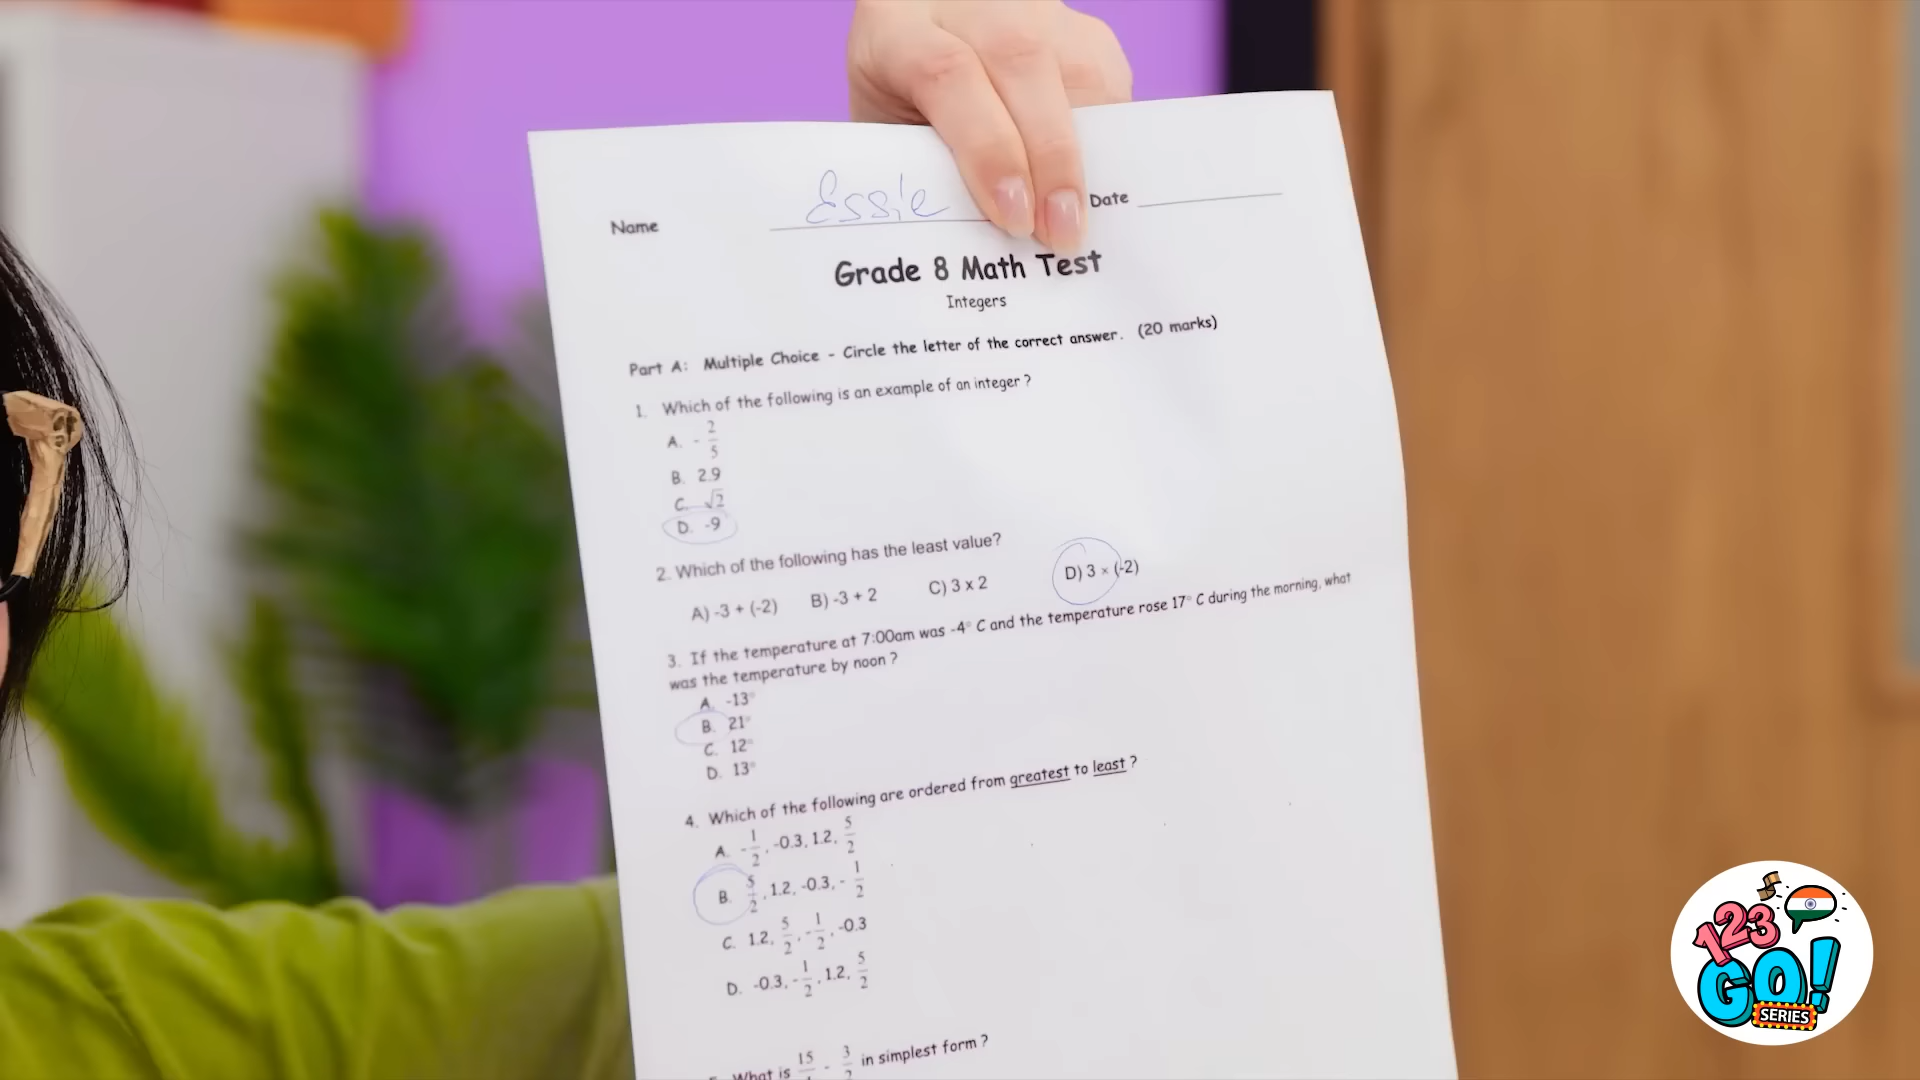 Name Essie Date
Grade 8 Math Test
Integers
Part A: Multiple Choice - Circle the letter of the correct answer. (20 marks)
1. Which of the following is an example of an integer ?
A. - 2/5
B. 2.9
C. √2
D. -9
2. Which of the following has the least value?
A) -3 + (-2) B) -3 + 2 C) 3 x 2 D) 3 × (-2)
3. If the temperature at 7:00am was -4° C and the temperature rose 17° C during the morning, what
was the temperature by noon ?
A. -13°
B. 21°
C. 12°
D. 13°
4. Which of the following are ordered from greatest to least ?
A. - 1/2 , -0.3, 1.2, 5/2
B. 5/2 , 1.2, -0.3, - 1/2
C. 1.2, 5/2 , - 1/2 , -0.3
D. -0.3, - 1/2 , 1.2, 5/2
What is 15 - 3/2 in simplest form ?
123
GO!
SERIES